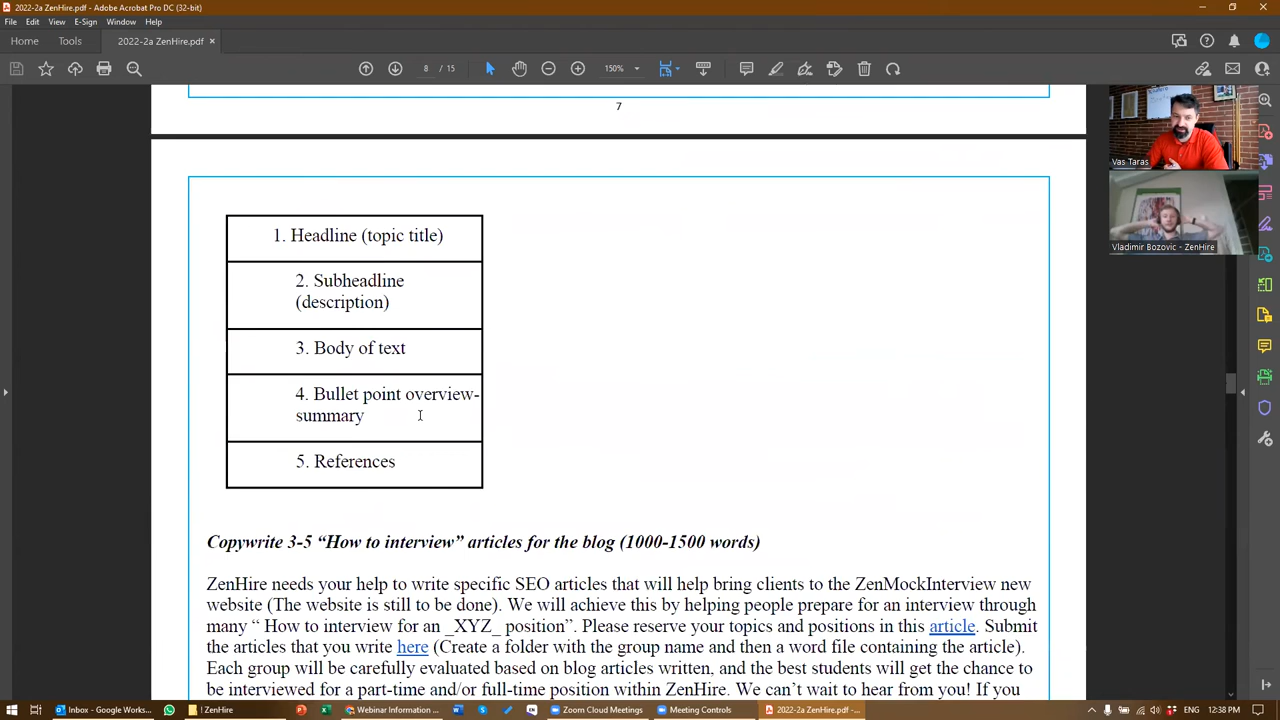 2022-2a ZenHire.pdf - Adobe Acrobat Pro DC (32-bit)
File Edit View E-Sign Window Help
Home Tools 2022-2a ZenHire.pdf ×
8 / 15 150%
7
Vas Taras
Vladimir Bozovic - ZenHire
1. Headline (topic title)
2. Subheadline
(description)
3. Body of text
4. Bullet point overview-
summary
5. References
Copywrite 3-5 “How to interview” articles for the blog (1000-1500 words)
ZenHire needs your help to write specific SEO articles that will help bring clients to the ZenMockInterview new
website (The website is still to be done). We will achieve this by helping people prepare for an interview through
many “ How to interview for an _XYZ_ position”. Please reserve your topics and positions in this article. Submit
the articles that you write here (Create a folder with the group name and then a word file containing the article).
Each group will be carefully evaluated based on blog articles written, and the best students will get the chance to
be interviewed for a part-time and/or full-time position within ZenHire. We can’t wait to hear from you! If you
Inbox - Google Works... ! ZenHire Webinar Information ... Zoom Cloud Meetings Meeting Controls 2022-2a ZenHire.pdf -... ENG 12:38 PM